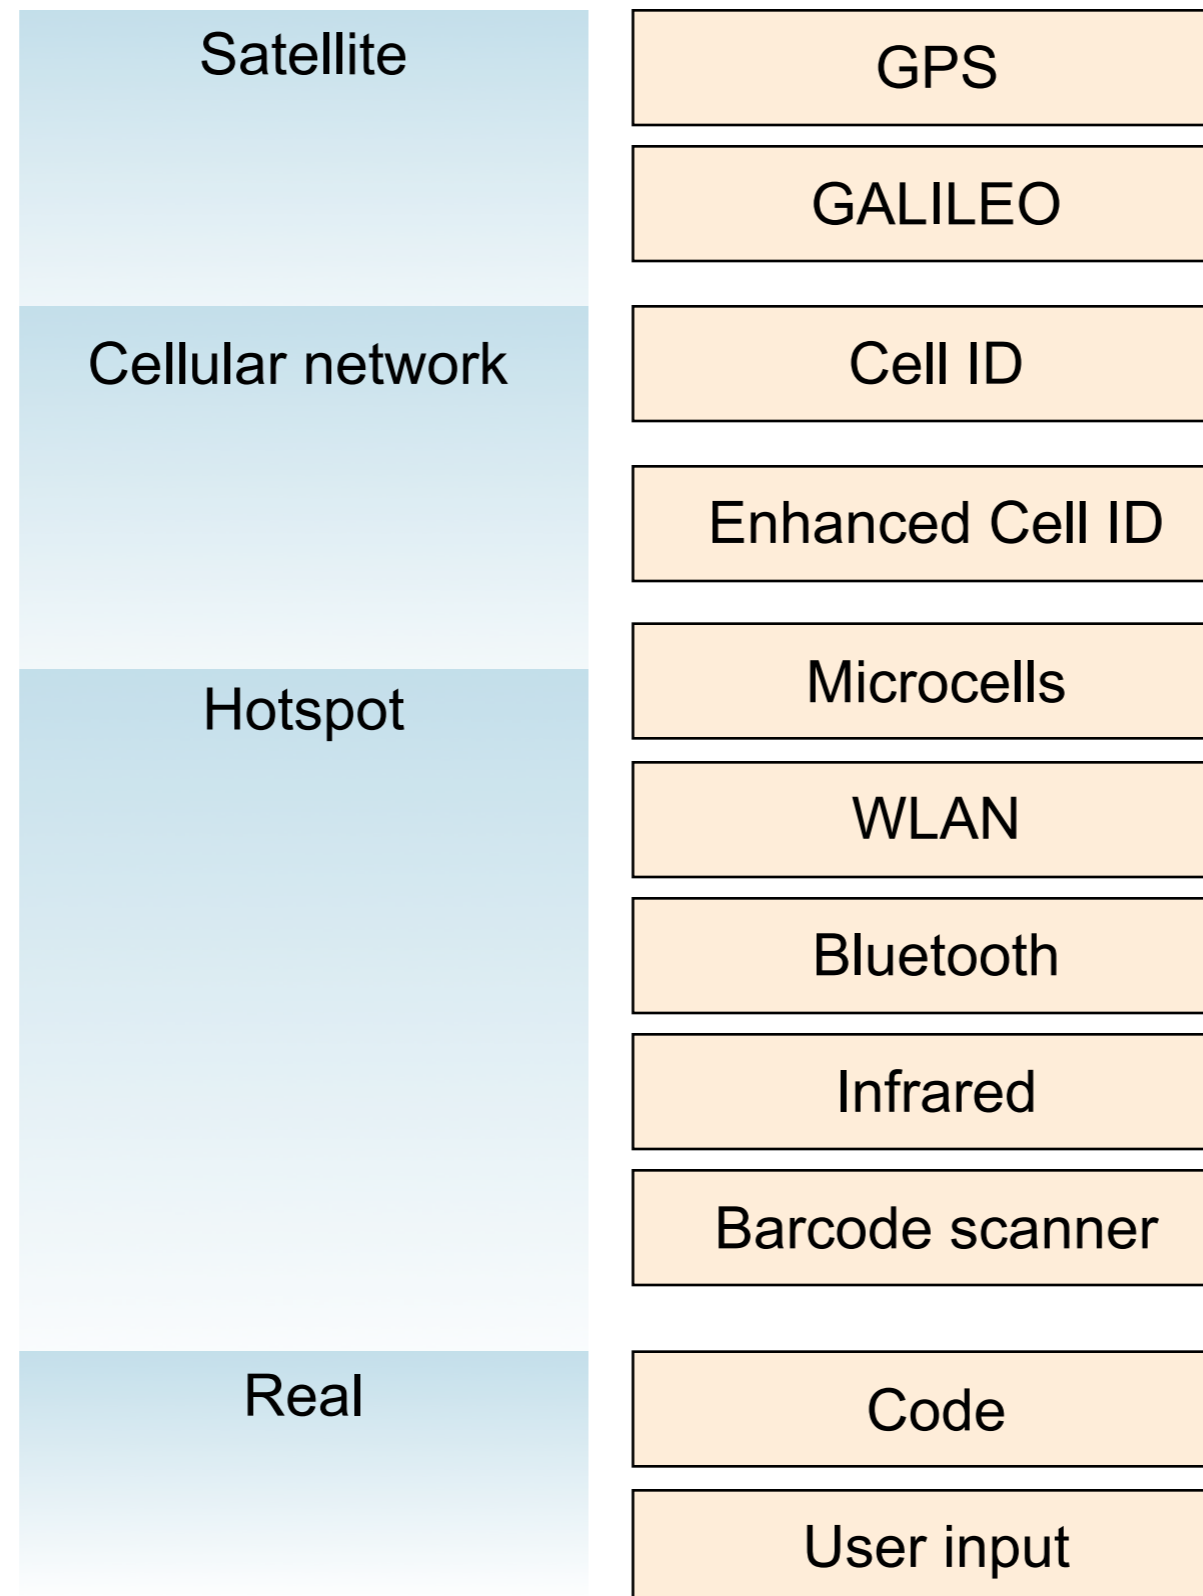 Satellite
GPS
GALILEO
Cellular network
Cell ID
Enhanced Cell ID
Microcells
Hotspot
WLAN
Bluetooth
Infrared
Barcode scanner
Real
Code
User input